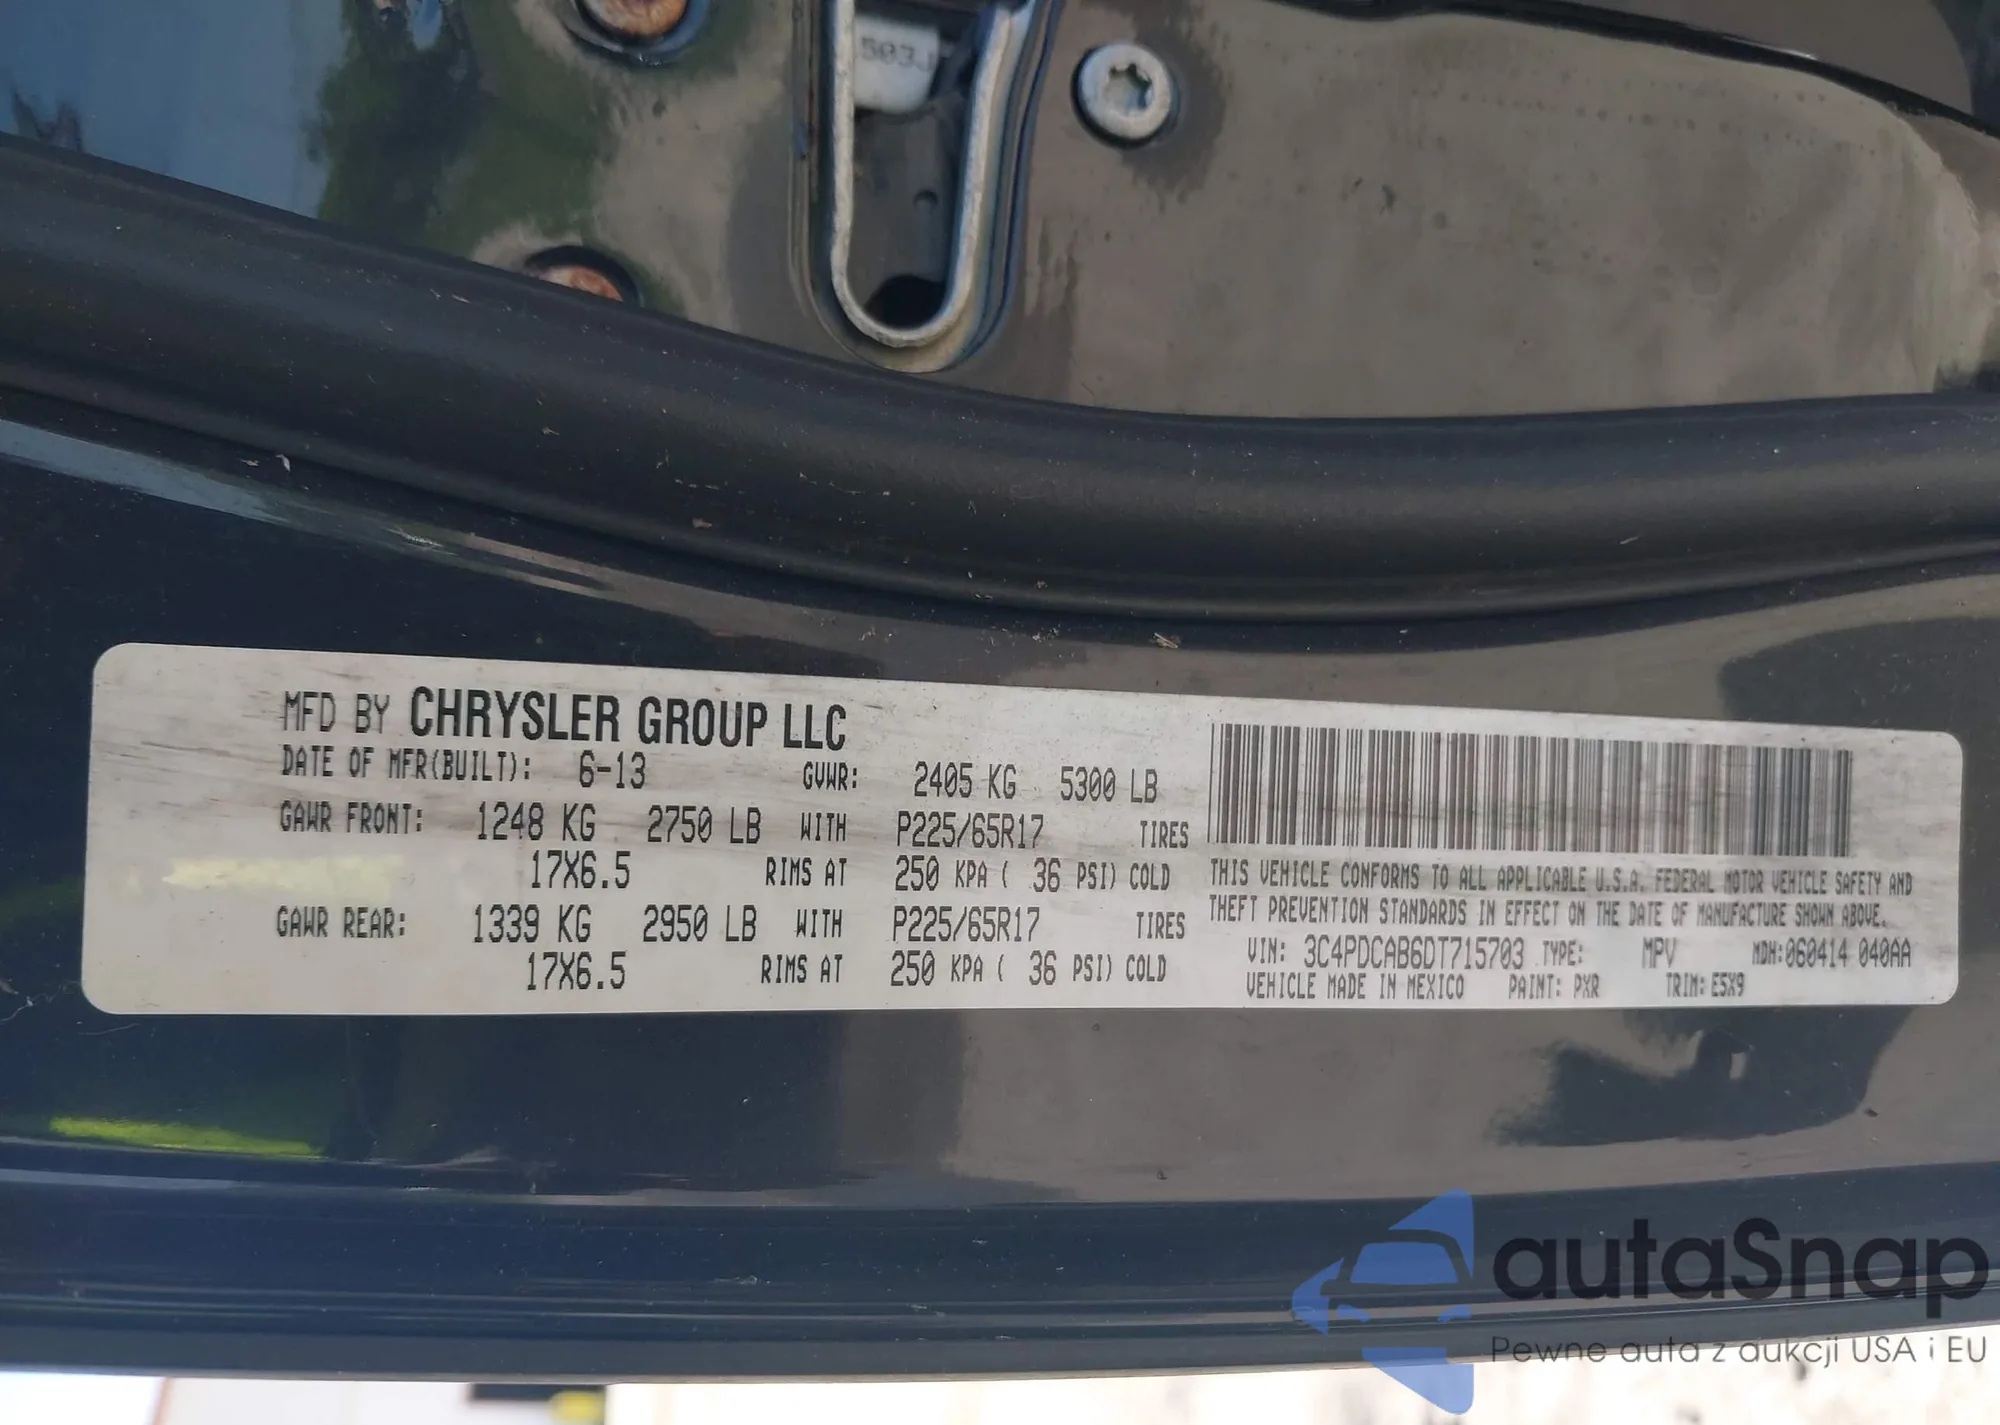 503J
MFD BY CHRYSLER GROUP LLC
DATE OF MFR(BUILT): 6-13 GVWR: 2405 KG 5300 LB
GAWR FRONT: 1248 KG 2750 LB WITH P225/65R17 TIRES
17X6.5 RIMS AT 250 KPA ( 36 PSI) COLD
GAWR REAR: 1339 KG 2950 LB WITH P225/65R17 TIRES
17X6.5 RIMS AT 250 KPA ( 36 PSI) COLD
THIS VEHICLE CONFORMS TO ALL APPLICABLE U.S.A. FEDERAL MOTOR VEHICLE SAFETY AND
THEFT PREVENTION STANDARDS IN EFFECT ON THE DATE OF MANUFACTURE SHOWN ABOVE.
VIN: 3C4PDCAB6DT715703 TYPE: MPV MDH:060414 040AA
VEHICLE MADE IN MEXICO PAINT: PXR TRIM: E5X9
autaSnap
Pewne auta z aukcji USA i EU